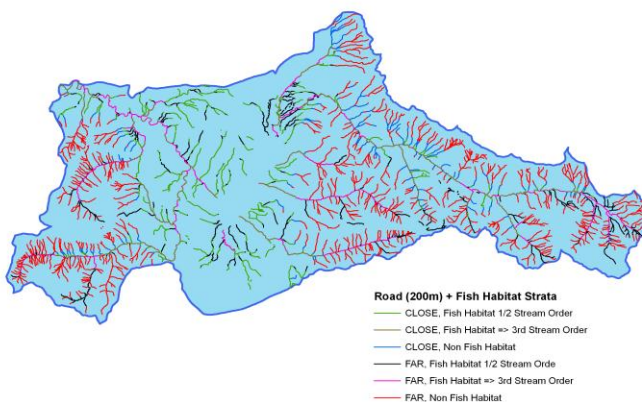 Road (200m) + Fish Habitat Strata
CLOSE, Fish Habitat 1/2 Stream Order
CLOSE, Fish Habitat => 3rd Stream Order
CLOSE, Non Fish Habitat
FAR, Fish Habitat 1/2 Stream Orde
FAR, Fish Habitat => 3rd Stream Order
FAR, Non Fish Habitat